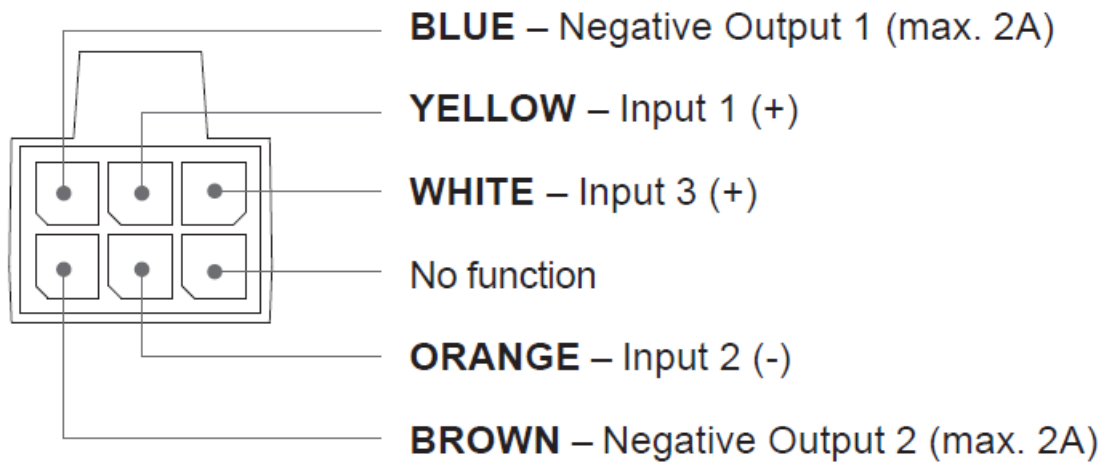 BLUE – Negative Output 1 (max. 2A)
YELLOW – Input 1 (+)
WHITE – Input 3 (+)
No function
ORANGE – Input 2 (-)
BROWN – Negative Output 2 (max. 2A)